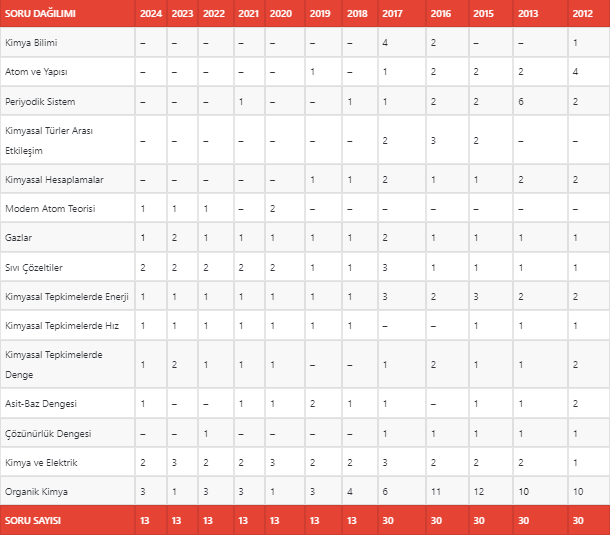 SORU DAĞILIMI 2024 2023 2022 2021 2020 2019 2018 2017 2016 2015 2013 2012
Kimya Bilimi – – – – – – – 4 2 – – 1
Atom ve Yapısı – – – – – 1 – 1 2 2 2 4
Periyodik Sistem – – – 1 – – 1 1 2 2 6 2
Kimyasal Türler Arası
Etkileşim – – – – – – – 2 3 2 – –
Kimyasal Hesaplamalar – – – – – 1 1 2 1 1 2 2
Modern Atom Teorisi 1 1 1 – 2 – – – – – – –
Gazlar 1 2 1 1 1 1 1 2 1 1 1 1
Sıvı Çözeltiler 2 2 2 2 2 1 1 3 1 1 1 1
Kimyasal Tepkimelerde Enerji 1 1 1 1 1 1 1 3 2 3 2 2
Kimyasal Tepkimelerde Hız 1 1 1 1 1 1 1 – – 1 1 1
Kimyasal Tepkimelerde
Denge 1 2 1 1 1 – – 1 2 1 1 2
Asit-Baz Dengesi 1 – – 1 1 2 1 1 – 1 1 2
Çözünürlük Dengesi – – 1 – – – – 1 1 1 1 1
Kimya ve Elektrik 2 3 2 2 3 2 2 3 2 2 2 1
Organik Kimya 3 1 3 3 1 3 4 6 11 12 10 10
SORU SAYISI 13 13 13 13 13 13 13 30 30 30 30 30